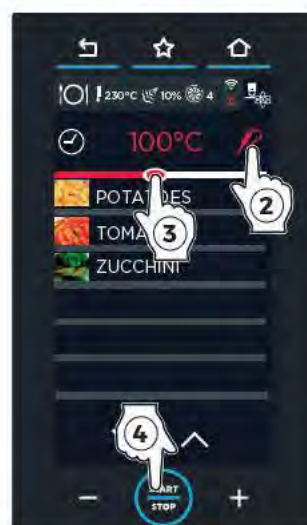 230°C 10% 4
100°C
2
POTATOES
3
TOMA
ZUCCHINI
4
START
STOP
− +